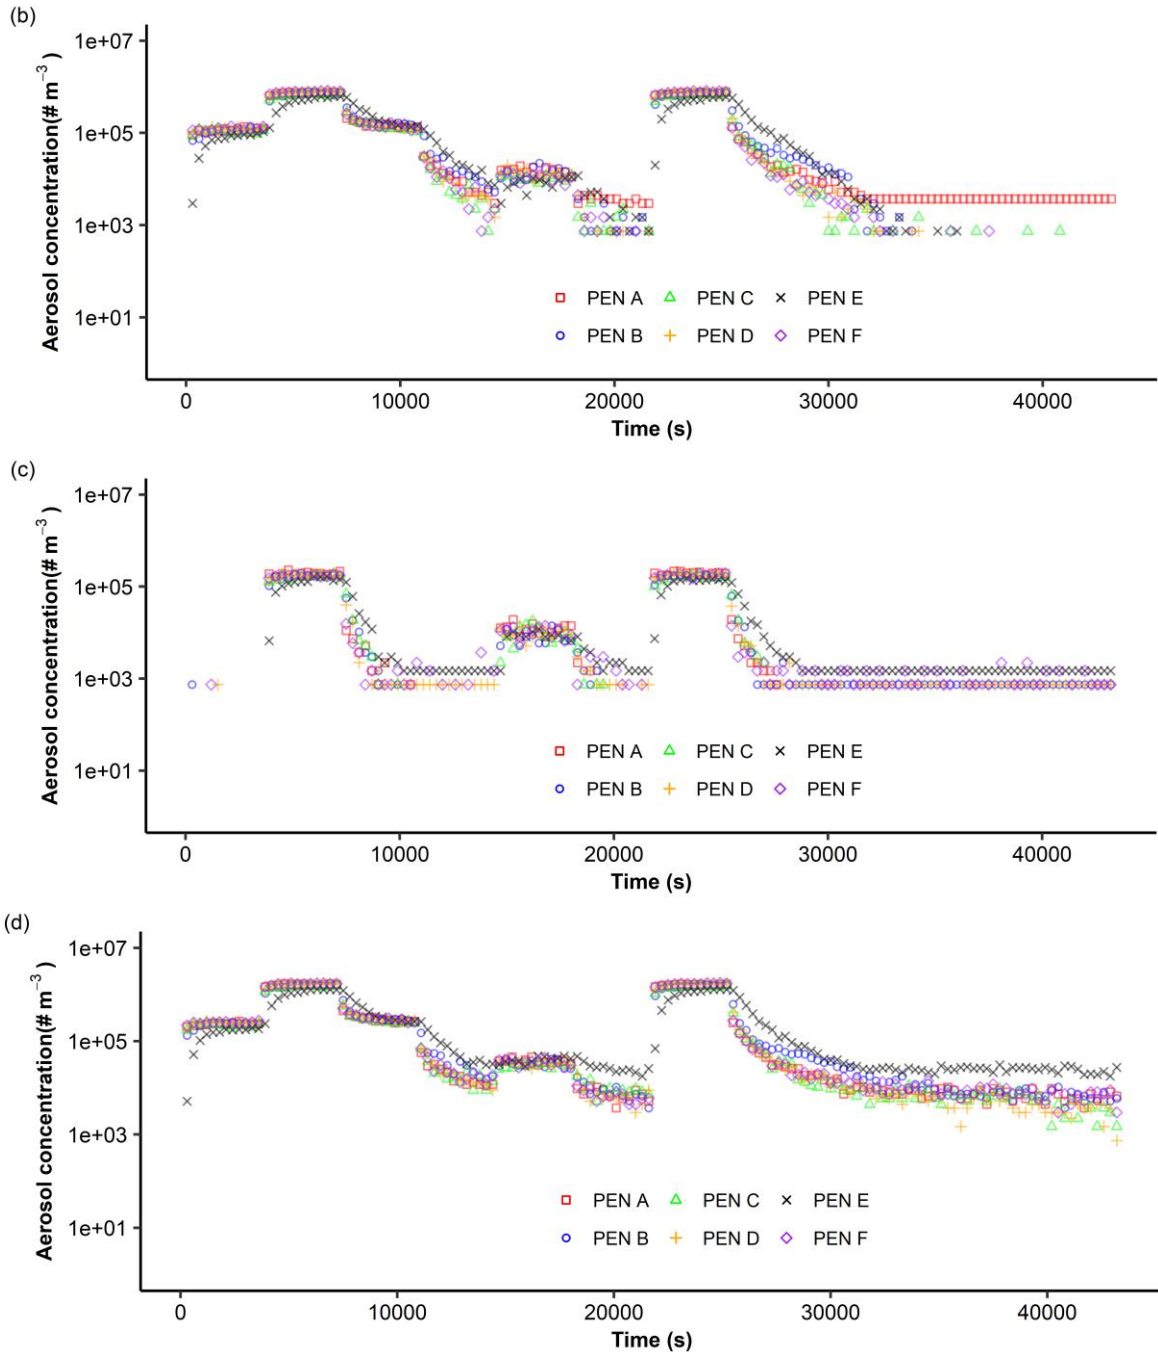 (b)
Aerosol concentration(# m⁻³ )
1e+07
1e+05
1e+03
1e+01
PEN A PEN C PEN E
PEN B PEN D PEN F
0 10000 20000 30000 40000
Time (s)
(c)
Aerosol concentration(# m⁻³ )
1e+07
1e+05
1e+03
1e+01
PEN A PEN C PEN E
PEN B PEN D PEN F
0 10000 20000 30000 40000
Time (s)
(d)
Aerosol concentration(# m⁻³ )
1e+07
1e+05
1e+03
1e+01
PEN A PEN C PEN E
PEN B PEN D PEN F
0 10000 20000 30000 40000
Time (s)